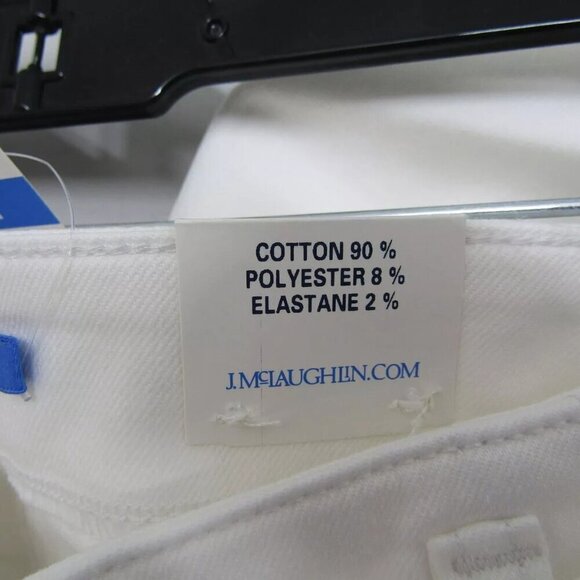 COTTON 90 %
POLYESTER 8 %
ELASTANE 2 %
J.McLAUGHLIN.COM